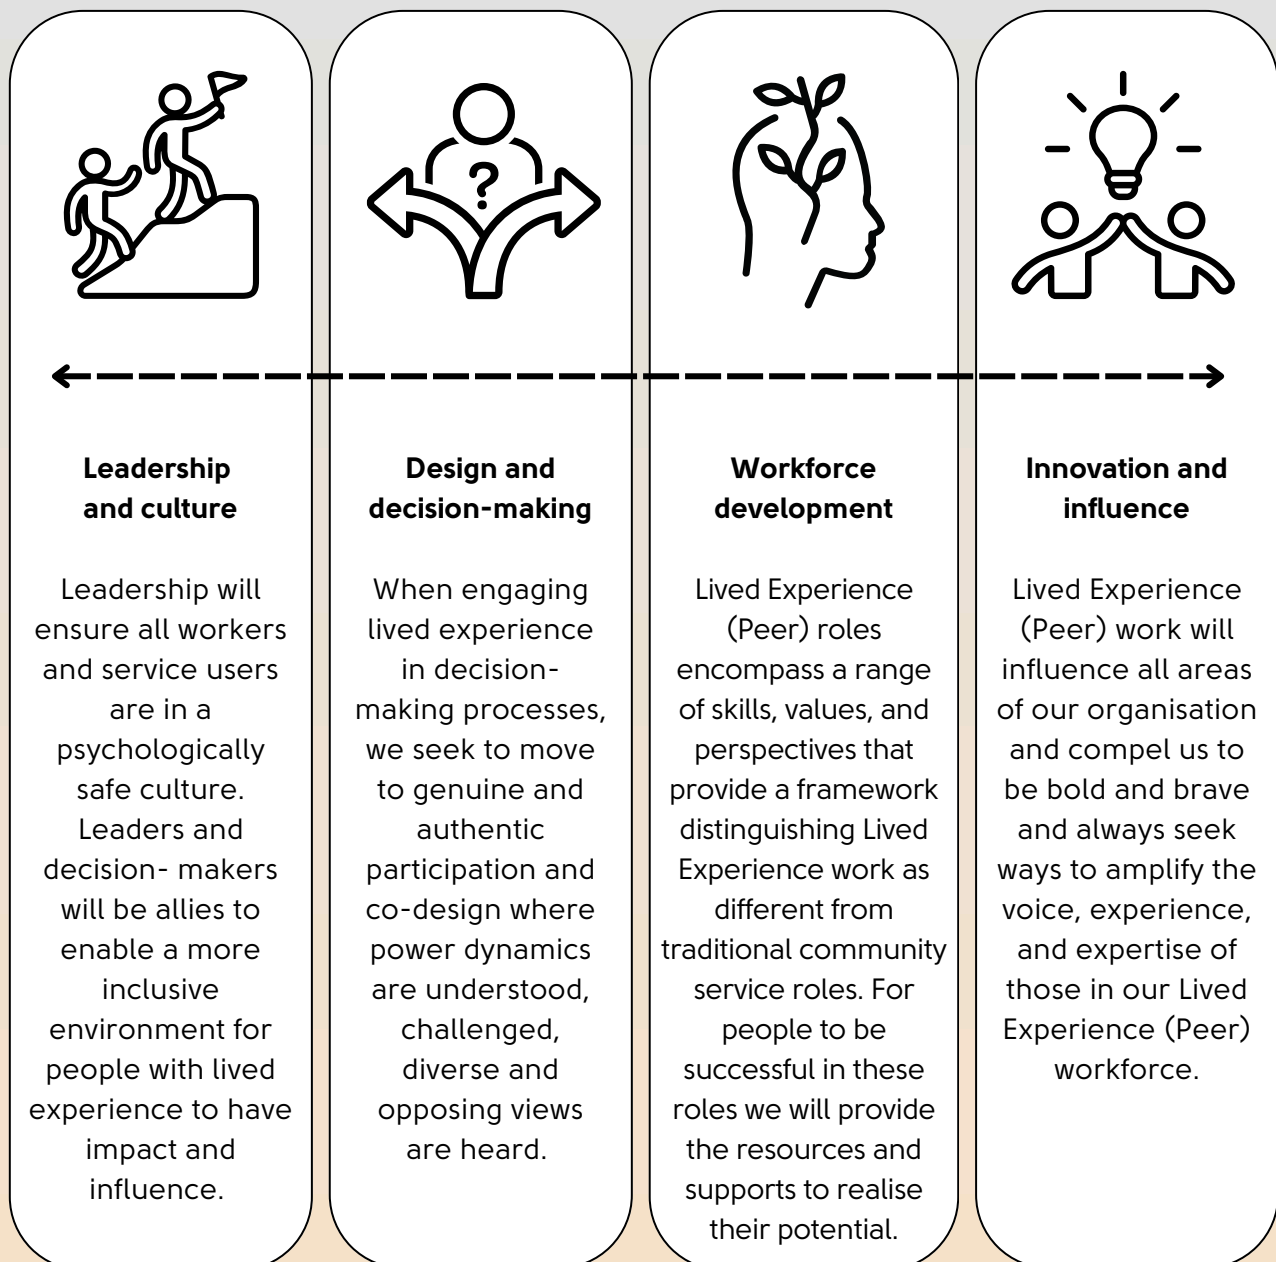 ?
Leadership
and culture
Leadership will
ensure all workers
and service users
are in a
psychologically
safe culture.
Leaders and
decision- makers
will be allies to
enable a more
inclusive
environment for
people with lived
experience to have
impact and
influence.
Design and
decision-making
When engaging
lived experience
in decision-
making processes,
we seek to move
to genuine and
authentic
participation and
co-design where
power dynamics
are understood,
challenged,
diverse and
opposing views
are heard.
Workforce
development
Lived Experience
(Peer) roles
encompass a range
of skills, values, and
perspectives that
provide a framework
distinguishing Lived
Experience work as
different from
traditional community
service roles. For
people to be
successful in these
roles we will provide
the resources and
supports to realise
their potential.
Innovation and
influence
Lived Experience
(Peer) work will
influence all areas
of our organisation
and compel us to
be bold and brave
and always seek
ways to amplify the
voice, experience,
and expertise of
those in our Lived
Experience (Peer)
workforce.